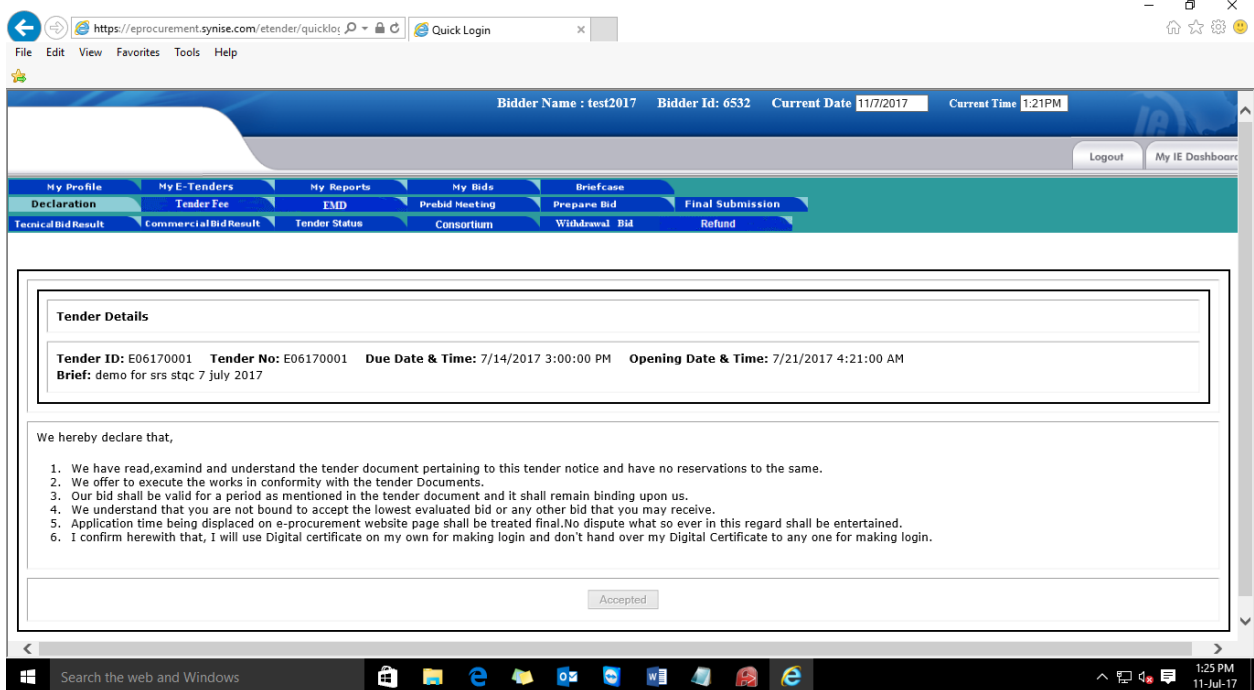 https://eprocurement.synise.com/etender/quicklog
Quick Login
File Edit View Favorites Tools Help
Bidder Name : test2017 Bidder Id: 6532 Current Date 11/7/2017 Current Time 1:21PM
Logout My IE Dashboard
My Profile My E-Tenders My Reports My Bids Briefcase
Declaration Tender Fee EMD Prebid Meeting Prepare Bid Final Submission
Tecnical Bid Result Commercial Bid Result Tender Status Consortium Withdrawal Bid Refund
Tender Details
Tender ID: E06170001 Tender No: E06170001 Due Date & Time: 7/14/2017 3:00:00 PM Opening Date & Time: 7/21/2017 4:21:00 AM
Brief: demo for srs stqc 7 july 2017
We hereby declare that,
1. We have read,examind and understand the tender document pertaining to this tender notice and have no reservations to the same.
2. We offer to execute the works in conformity with the tender Documents.
3. Our bid shall be valid for a period as mentioned in the tender document and it shall remain binding upon us.
4. We understand that you are not bound to accept the lowest evaluated bid or any other bid that you may receive.
5. Application time being displaced on e-procurement website page shall be treated final.No dispute what so ever in this regard shall be entertained.
6. I confirm herewith that, I will use Digital certificate on my own for making login and don't hand over my Digital Certificate to any one for making login.
Accepted
Search the web and Windows
1:25 PM
11-Jul-17